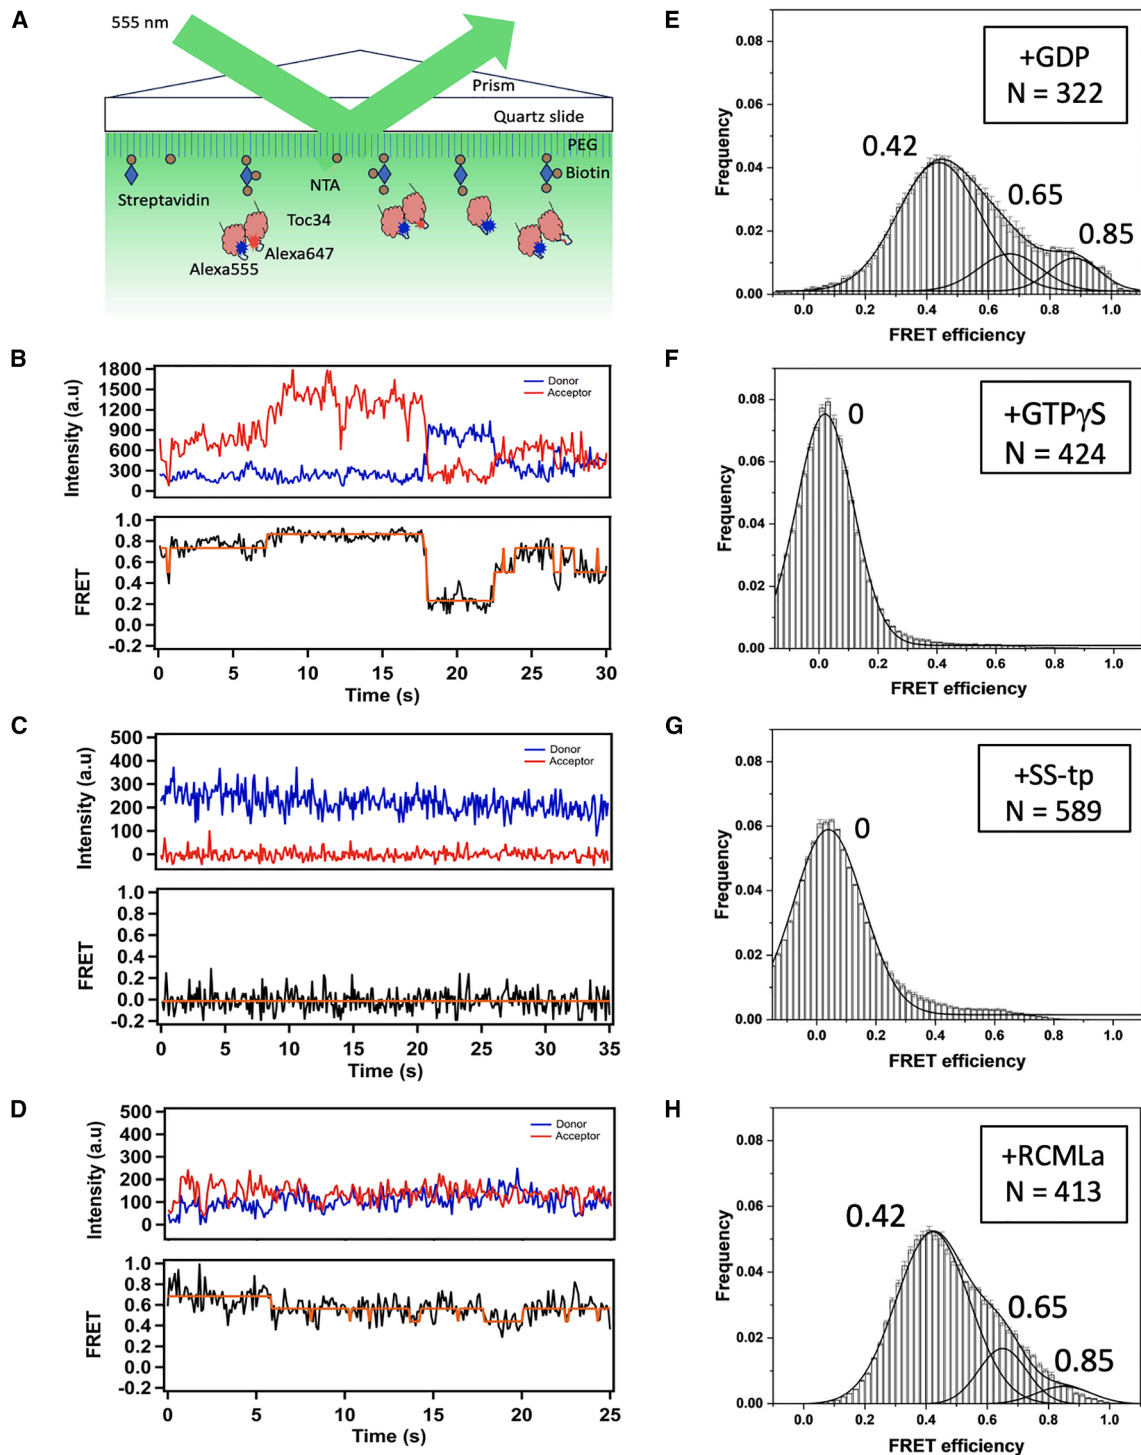 A
555 nm
Prism
Quartz slide
PEG
Biotin
NTA
Streptavidin
Toc34
Alexa647
Alexa555
B
1800
1500
1200
900
600
300
0
Intensity (a.u)
Donor
Acceptor
1.0
0.8
0.6
0.4
0.2
0.0
-0.2
FRET
0
5
10
15
20
25
30
Time (s)
C
500
400
300
200
100
0
Intensity (a.u)
Donor
Acceptor
1.0
0.8
0.6
0.4
0.2
0.0
-0.2
FRET
0
5
10
15
20
25
30
35
Time (s)
D
500
400
300
200
100
0
Intensity (a.u)
Donor
Acceptor
1.0
0.8
0.6
0.4
0.2
0.0
-0.2
FRET
0
5
10
15
20
25
Time (s)
E
+GDP
N = 322
0.42
0.65
0.85
0.08
0.06
0.04
0.02
0.00
Frequency
0.0
0.2
0.4
0.6
0.8
1.0
FRET efficiency
F
+GTPγS
N = 424
0
0.08
0.06
0.04
0.02
0.00
Frequency
0.0
0.2
0.4
0.6
0.8
1.0
FRET efficiency
G
+SS-tp
N = 589
0
0.08
0.06
0.04
0.02
0.00
Frequency
0.0
0.2
0.4
0.6
0.8
1.0
FRET efficiency
H
+RCMLa
N = 413
0.42
0.65
0.85
0.08
0.06
0.04
0.02
0.00
Frequency
0.0
0.2
0.4
0.6
0.8
1.0
FRET efficiency